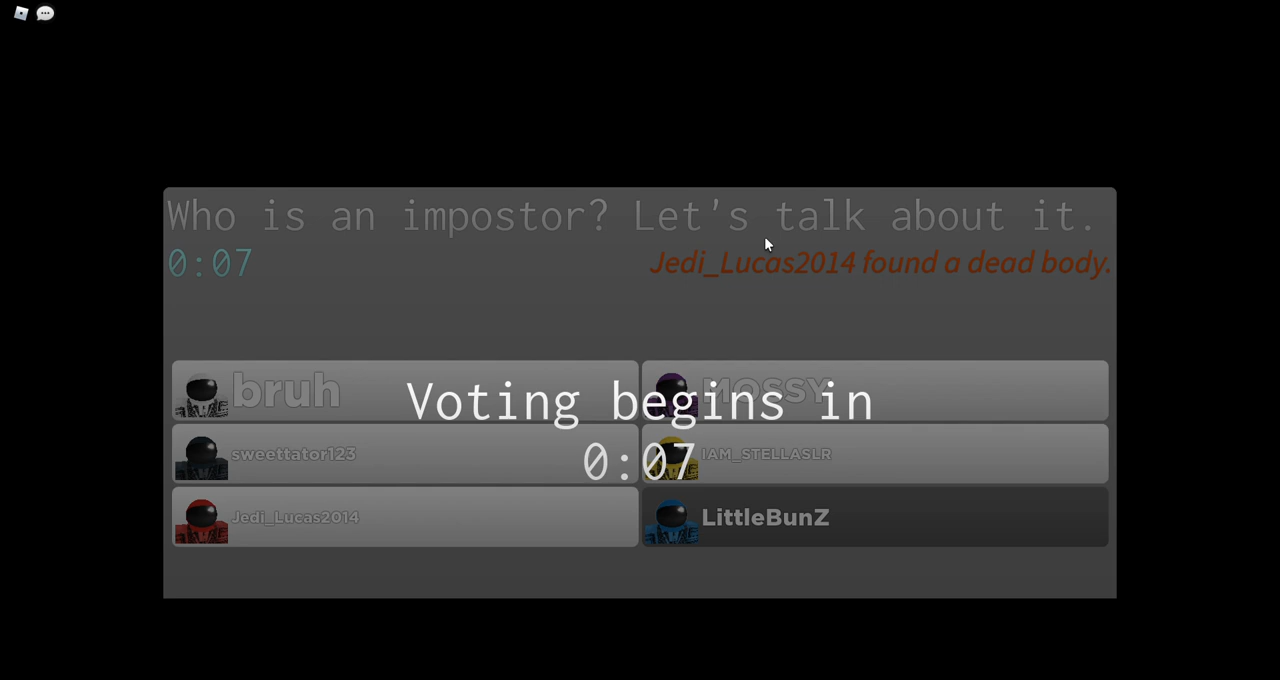 Who is an impostor? Let's talk about it.
0:07
Jedi_Lucas2014 found a dead body.
bruh
MOSSY
Voting begins in
0:07
sweettator123
IAM_STELLASLR
Jedi_Lucas2014
LittleBunZ